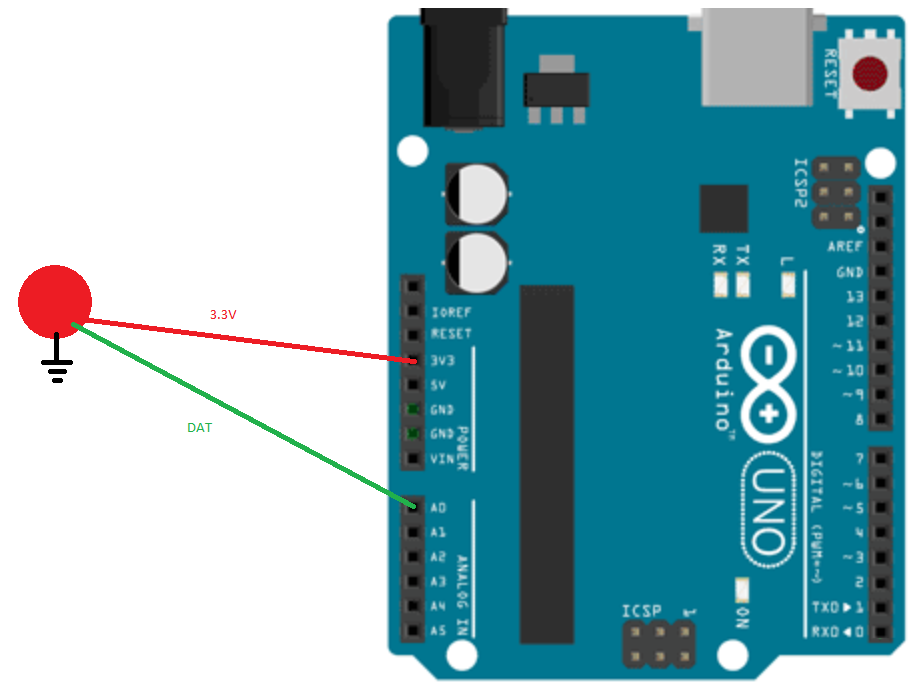 RESET
ICSP2
3.3V
DAT
IOREF
RESET
3V3
5V
GND
GND
VIN
POWER
A0
A1
A2
A3
A4
A5
ANALOG IN
RX
TX
L
Arduino™
UNO
AREF
GND
13
12
~11
~10
~9
8
7
~6
~5
4
~3
2
TXD▶1
RXD◀0
DIGITAL (PWM=~)
ICSP
1
ON